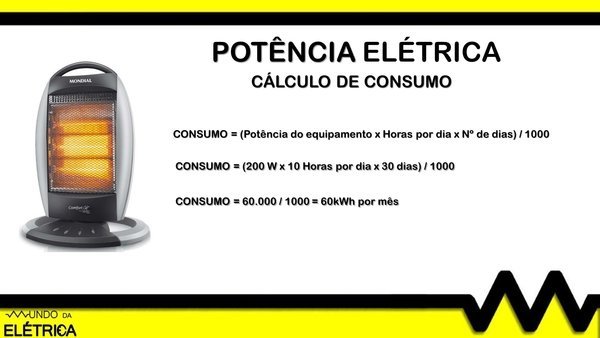 POTÊNCIA ELÉTRICA
CÁLCULO DE CONSUMO
MONDIAL
CONSUMO = (Potência do equipamento x Horas por dia x Nº de dias) / 1000
CONSUMO = (200 W x 10 Horas por dia x 30 dias) / 1000
CONSUMO = 60.000 / 1000 = 60kWh por mês
MUNDO DA
ELÉTRICA